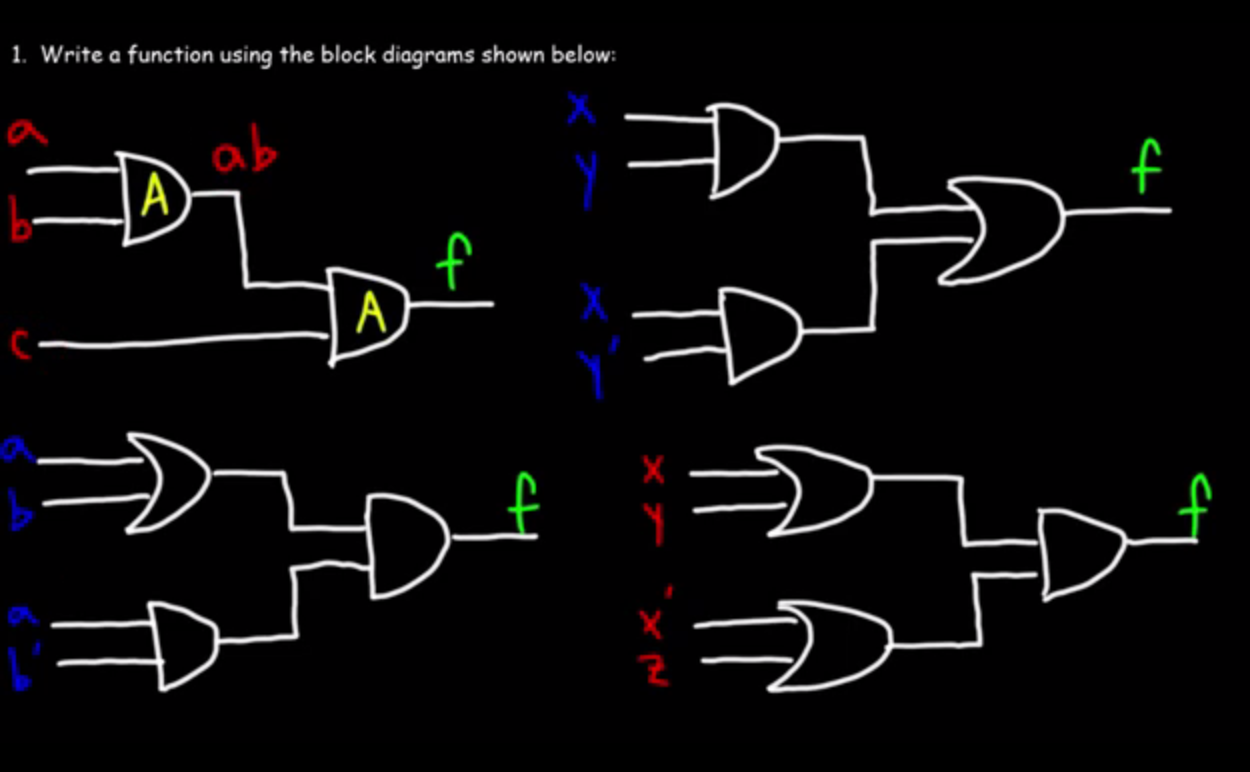 1. Write a function using the block diagrams shown below:
a
b
A
ab
c
A
f
x
y
x
y'
f
a
b
a
b'
f
x
y
x'
z
f